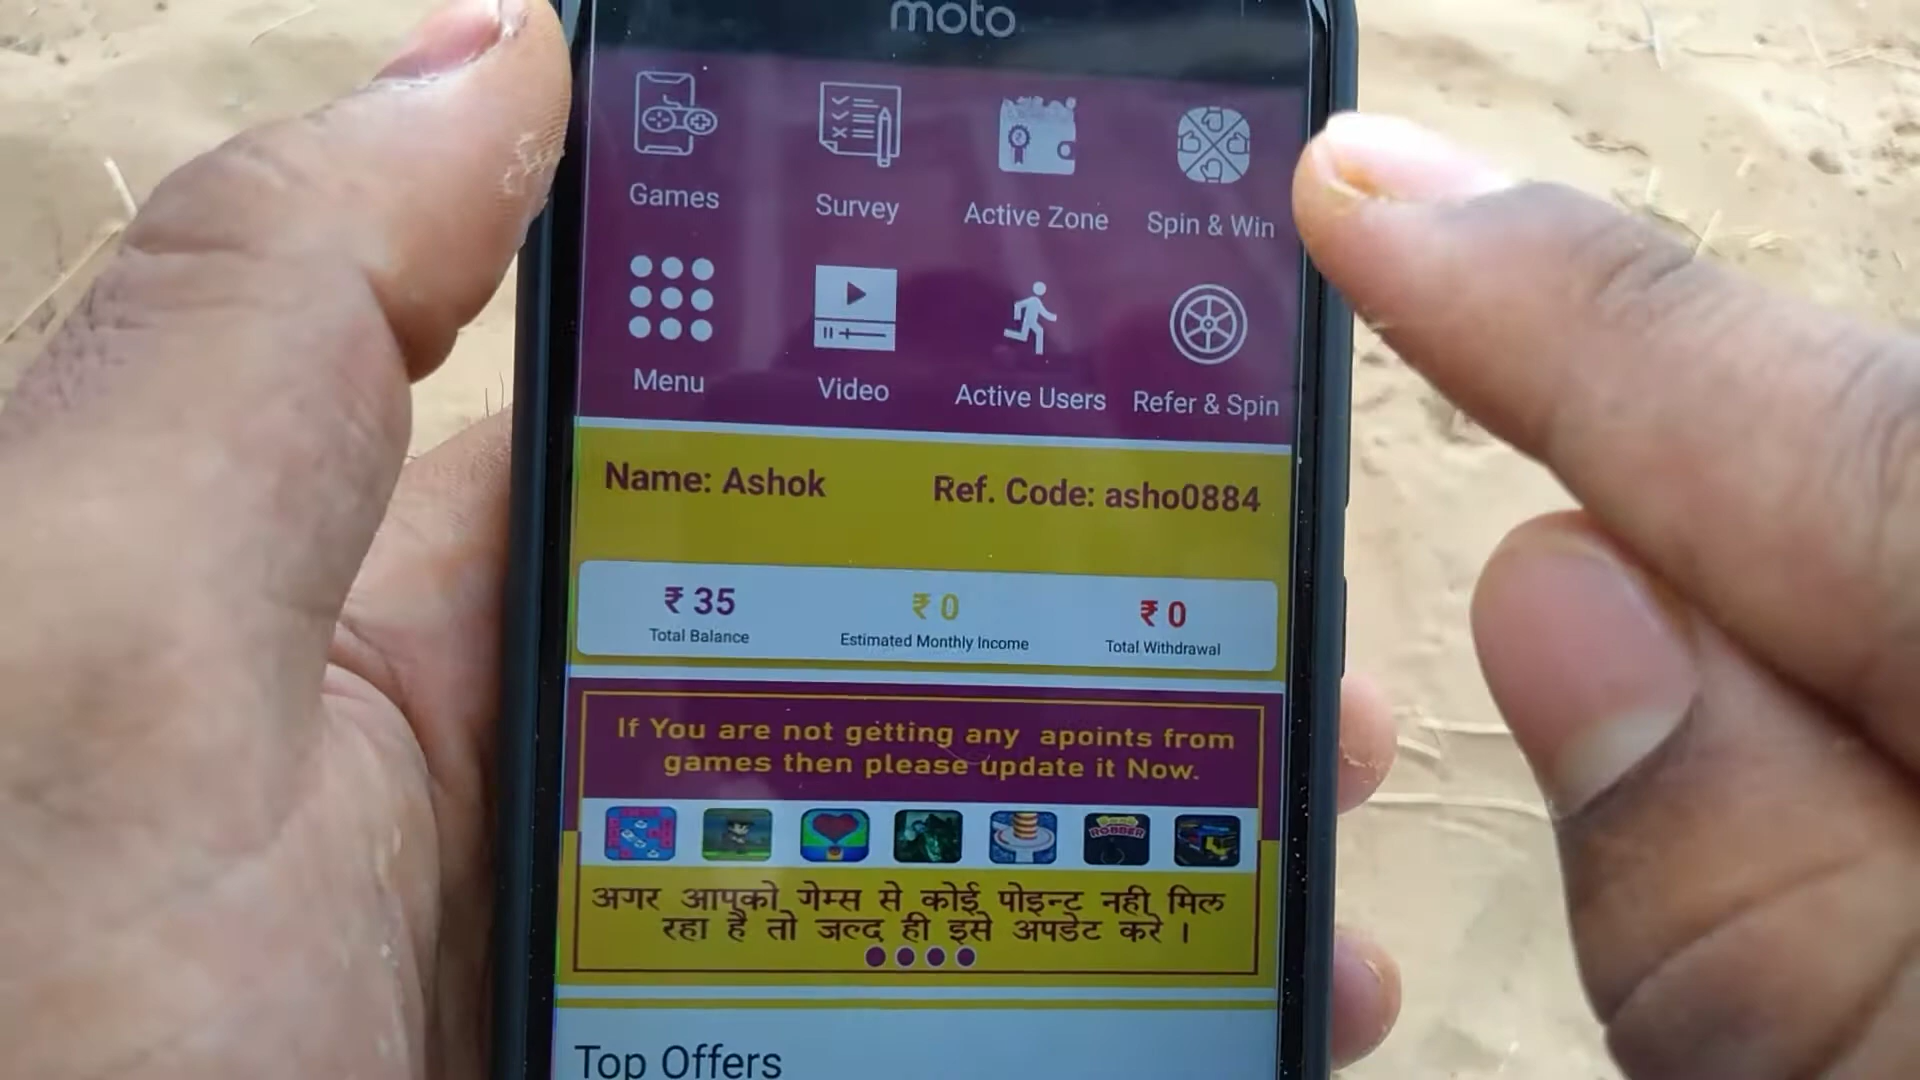 moto
Games Survey Active Zone Spin & Win
Menu Video Active Users Refer & Spin
Name: Ashok Ref. Code: asho0884
₹ 35 ₹ 0 ₹ 0
Total Balance Estimated Monthly Income Total Withdrawal
If You are not getting any apoints from
games then please update it Now.
ROBBER
अगर आपको गेम्स से कोई पोइन्ट नही मिल
रहा है तो जल्द ही इसे अपडेट करे ।
Top Offers